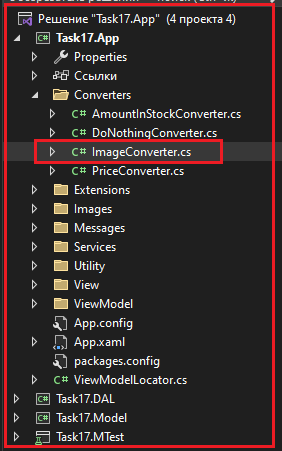 Решение "Task17.App" (4 проекта 4)
Task17.App
Properties
Ссылки
Converters
C# AmountInStockConverter.cs
C# DoNothingConverter.cs
C# ImageConverter.cs
C# PriceConverter.cs
Extensions
Images
Messages
Services
Utility
View
ViewModel
App.config
App.xaml
packages.config
C# ViewModelLocator.cs
C# Task17.DAL
C# Task17.Model
Task17.MTest